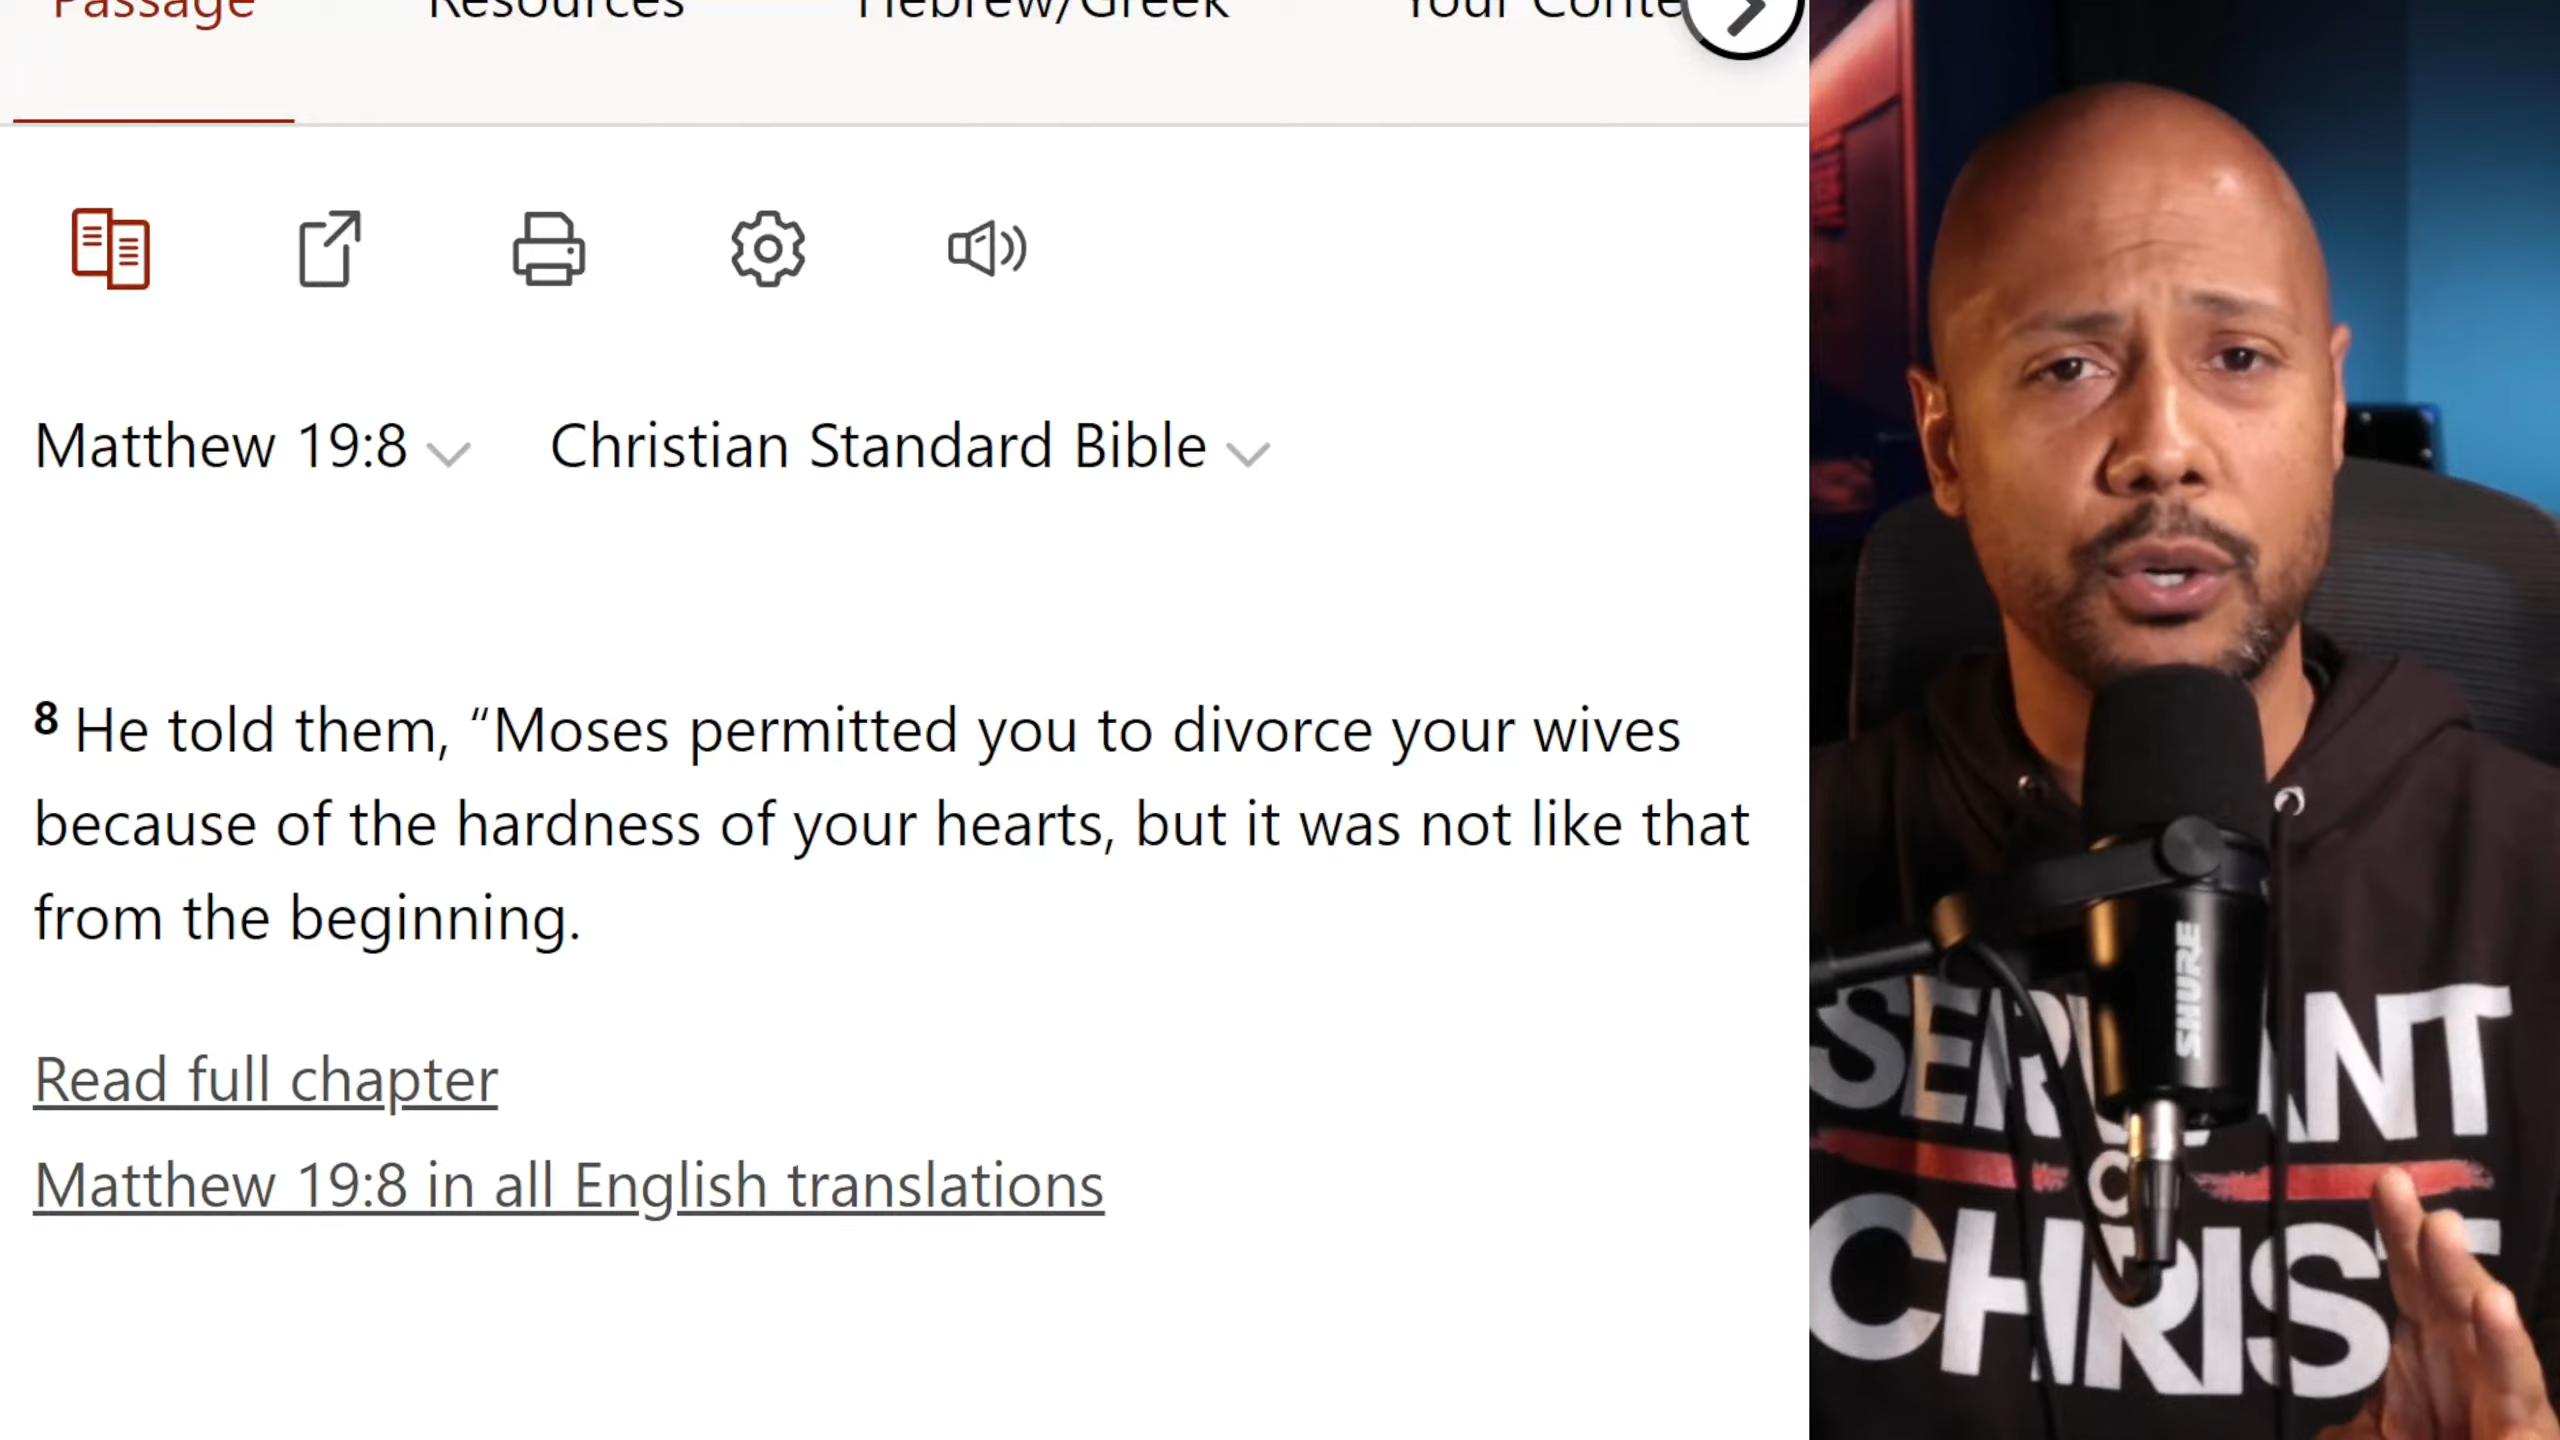 Passage
Resources
Hebrew/Greek
Your Conte
Matthew 19:8
Christian Standard Bible
8 He told them, “Moses permitted you to divorce your wives
because of the hardness of your hearts, but it was not like that
from the beginning.
Read full chapter
Matthew 19:8 in all English translations
SHURE
CHRIST